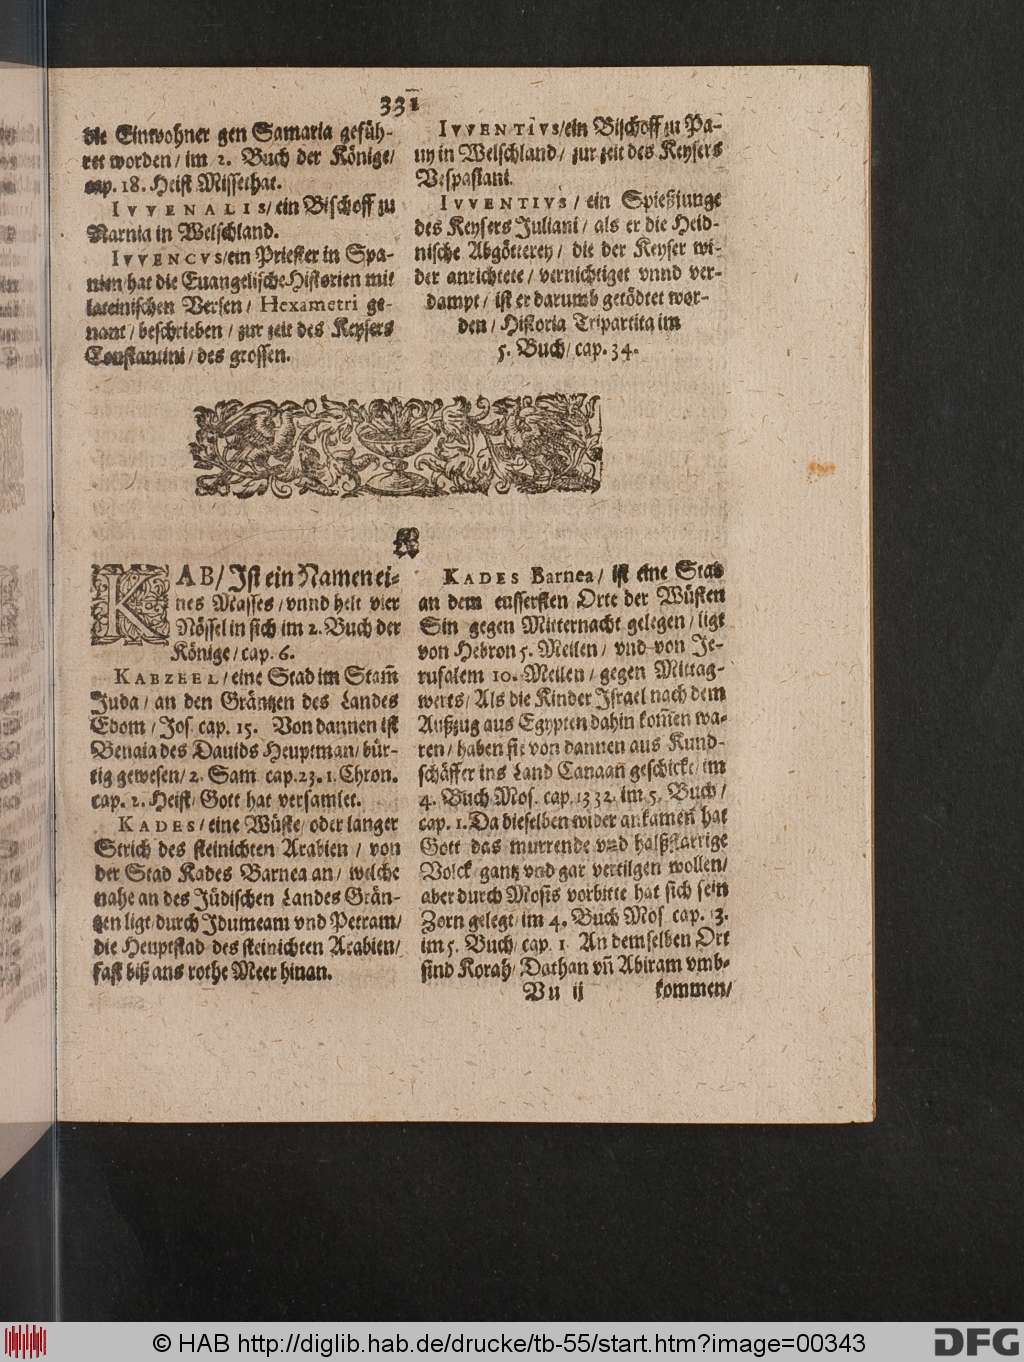 331
die Einwohner gen Samaria gefüh-
ret worden / im 2. Buch der Könige /
cap. 18. Heist Missethat.
IVVENALIS / ein Bischoff zu
Narnia in Welschland.
IVVENCVS / ein Priester in Spa-
nien / hat die Euangelische Historien mit
lateinischen Versen / Hexametri ge-
nant / beschrieben / zur zeit des Keysers
Constantini / des grossen.
IVVENTIVS / ein Bischoff zu Pa-
uy in Welschland / zur zeit des Keysers
Vespasiani.
IVVENTIVS / ein Spießjunge
des Keysers Juliani / als er die Heid-
nische Abgötterey / die der Keyser wi-
der anrichtete / vernichtiget vnnd ver-
dampt / ist er darumb getödtet wor-
den / Historia Tripartita im
5. Buch / cap. 34.
K
KAB / Ist ein Namen ei-
nes Masses / vnnd helt vier
Nössel in sich im 2. Buch der
Könige / cap. 6.
KABZEEL / eine Stad im Stam̃
Juda / an den Gräntzen des Landes
Edom / Jos. cap. 15. Von dannen ist
Benaia des Dauids Heuptman / bür-
tig gewesen / 2. Sam cap. 23. 1. Chron.
cap. 2. Heist / Gott hat versamlet.
KADES / eine Wüste / oder langer
Strich des steinichten Arabien / von
der Stad Kades Barnea an / welche
nahe an des Jüdischen Landes Grän-
tzen ligt / durch Idumeam vnd Petram /
die Heuptstad des steinichten Arabien /
fast biß ans rothe Meer hinan.
KADES Barnea / ist eine Stad
an dem eussersten Orte der Wüsten
Sin gegen Mitternacht gelegen / ligt
von Hebron 5. Meilen / vnd von Je-
rusalem 10. Meilen / gegen Mittag-
werts / Als die Kinder Israel nach dem
Außzug aus Egypten dahin kom̃en wa-
ren / haben sie von dannen aus Kund-
schäffer ins Land Canaan geschickt / im
4. Buch Mos. cap. 13 32. im 5. Buch /
cap. 1. Da dieselben wider ankamen hat
Gott das murrende vnd halßstarrige
Volck / gantz vnd gar vertilgen wollen /
aber durch Mosis vorbitte hat sich sein
Zorn gelegt / im 4. Buch Mos. cap. 13.
im 5. Buch / cap. 1. An demselben Ort
sind Korah / Dathan vñ Abiram vmb-
Vu ij kommen /
© HAB http://diglib.hab.de/drucke/tb-55/start.htm?image=00343
DFG